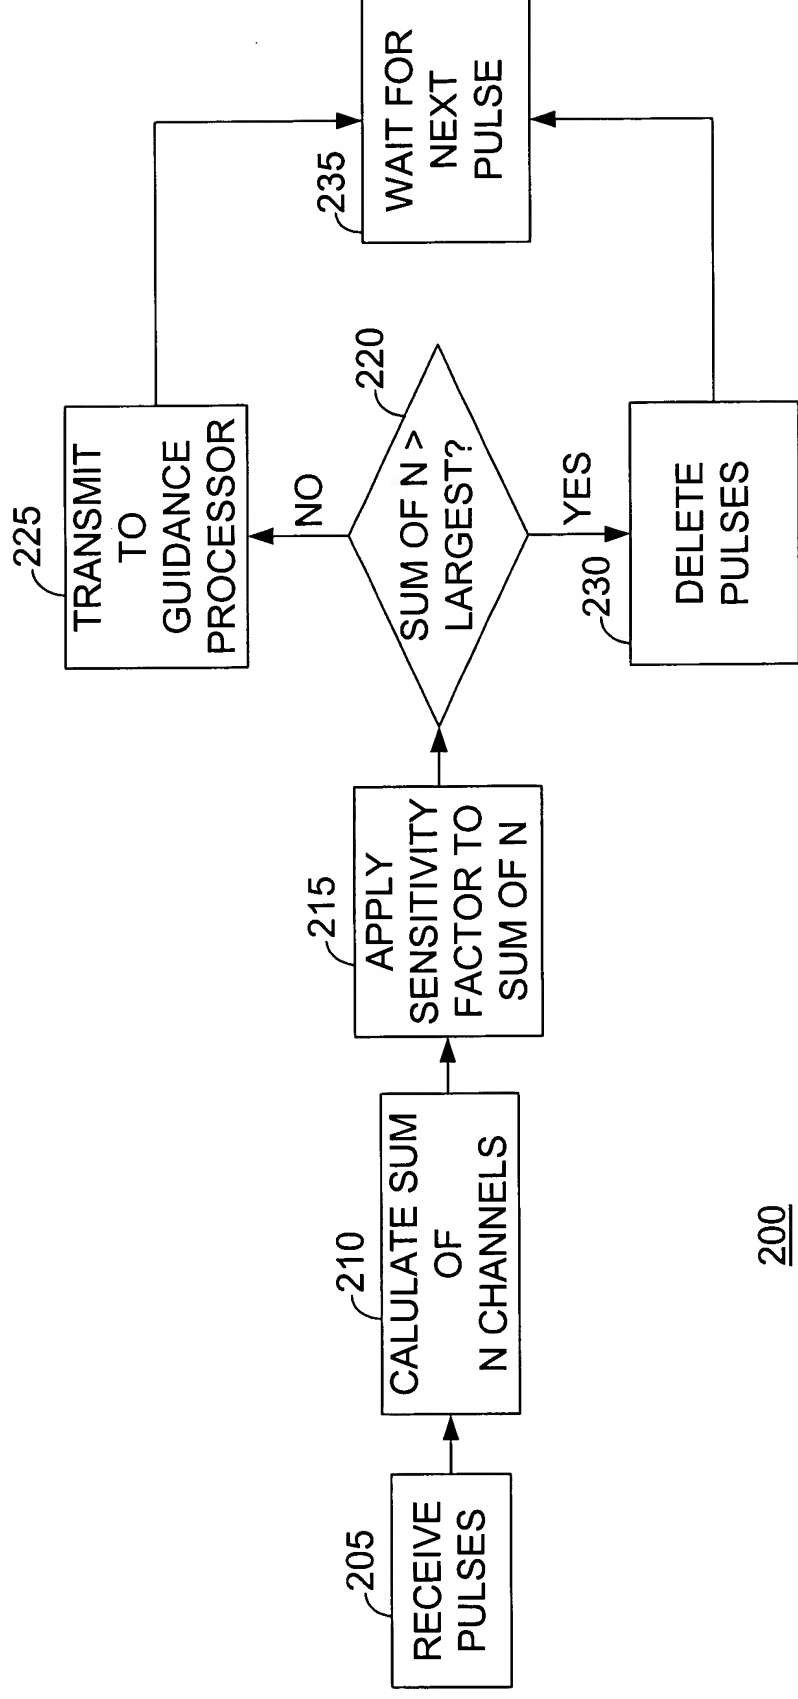 205
RECEIVE
PULSES
210
CALULATE SUM
OF
N CHANNELS
215
APPLY
SENSITIVITY
FACTOR TO
SUM OF N
220
SUM OF N >
LARGEST?
NO
YES
225
TRANSMIT
TO
GUIDANCE
PROCESSOR
230
DELETE
PULSES
235
WAIT FOR
NEXT
PULSE
200